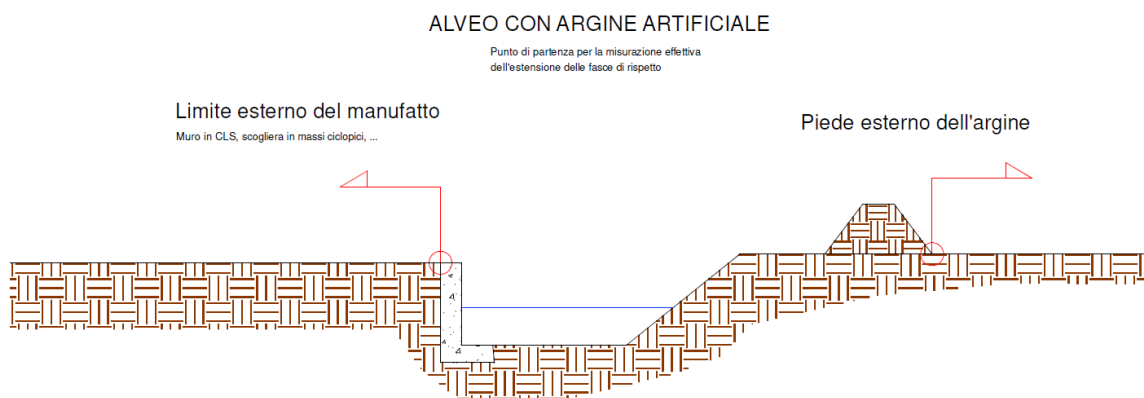 ALVEO CON ARGINE ARTIFICIALE
Punto di partenza per la misurazione effettiva
dell'estensione delle fasce di rispetto
Limite esterno del manufatto
Muro in CLS, scogliera in massi ciclopici, ...
Piede esterno dell'argine